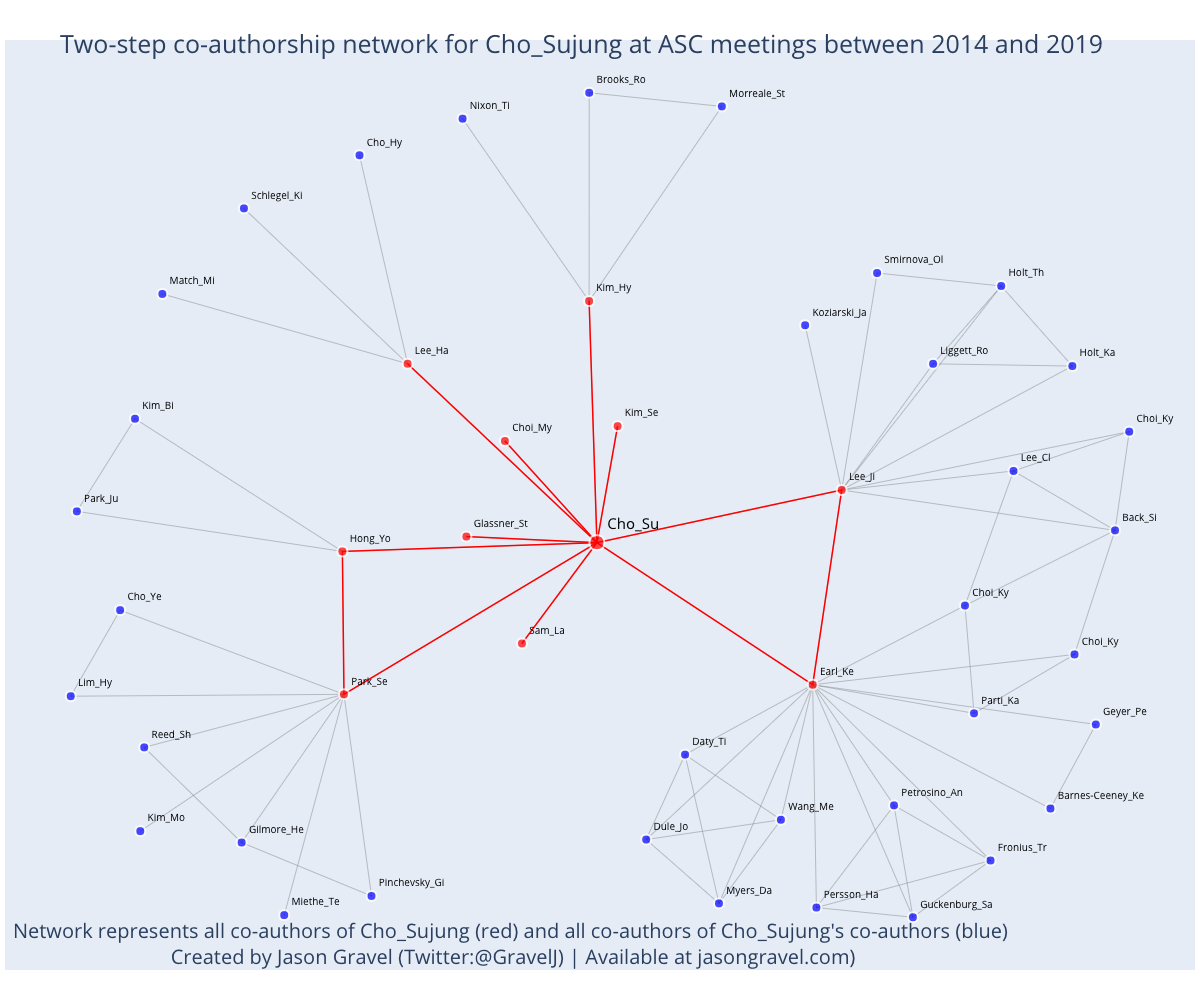 Two-step co-authorship network for Cho_Sujung at ASC meetings between 2014 and 2019
Brooks_Ro
Morreale_St
Nixon_Ti
Cho_Hy
Schlegel_Ki
Smirnova_Ol
Holt_Th
Match_Mi
Kim_Hy
Koziarski_Ja
Lee_Ha
Liggett_Ro
Holt_Ka
Kim_Bi
Kim_Se
Choi_My
Choi_Ky
Lee_Cl
Lee_Ji
Park_Ju
Glassner_St
Cho_Su
Back_Si
Hong_Yo
Cho_Ye
Choi_Ky
Sam_La
Choi_Ky
Lim_Hy
Park_Se
Earl_Ke
Parti_Ka
Geyer_Pe
Reed_Sh
Daty_Ti
Petrosino_An
Barnes-Ceeney_Ke
Kim_Mo
Gilmore_He
Dule_Jo
Wang_Me
Fronius_Tr
Pinchevsky_Gi
Myers_Da
Persson_Ha
Miethe_Te
Guckenburg_Sa
Network represents all co-authors of Cho_Sujung (red) and all co-authors of Cho_Sujung's co-authors (blue)
Created by Jason Gravel (Twitter:@GravelJ) | Available at jasongravel.com)